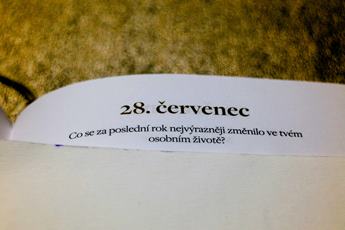 28. červenec
Co se za poslední rok nejvýrazněji změnilo ve tvém
osobním životě?